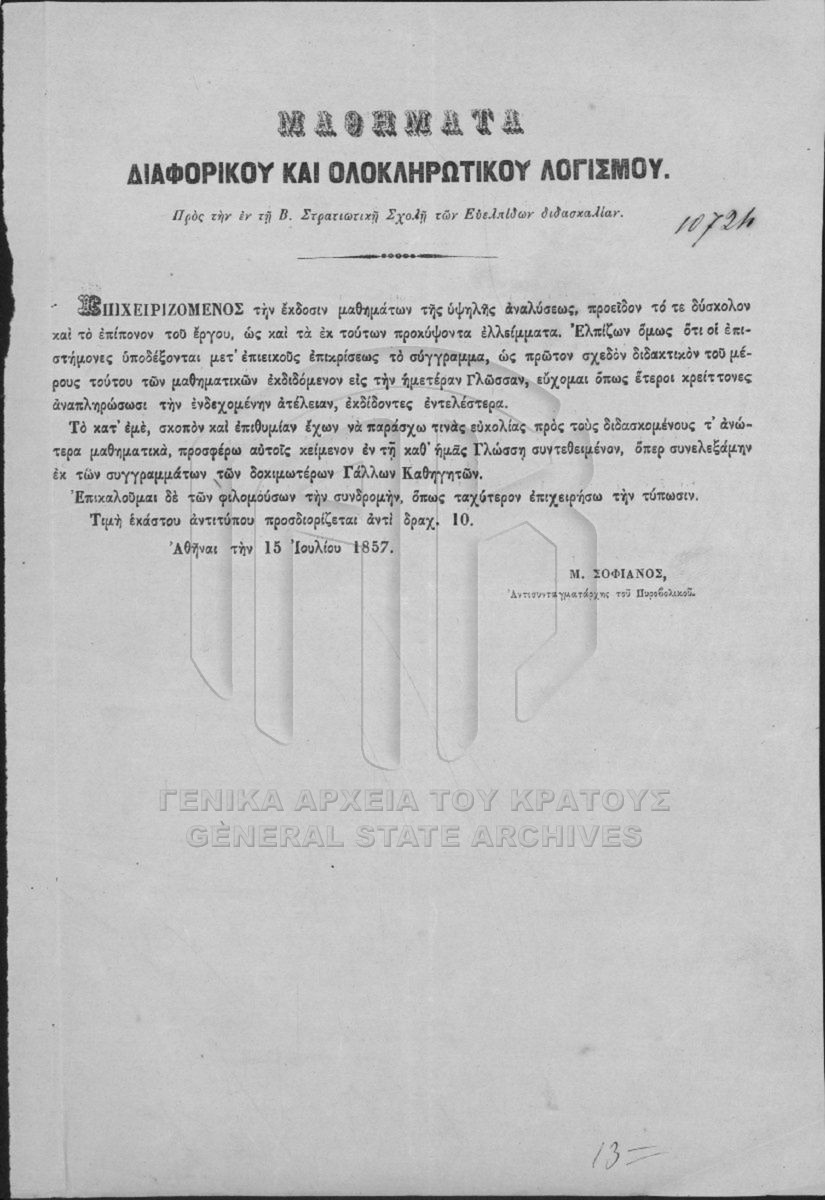 ΜΑΘΗΜΑΤΑ
ΔΙΑΦΟΡΙΚΟΥ ΚΑΙ ΟΛΟΚΛΗΡΩΤΙΚΟΥ ΛΟΓΙΣΜΟΥ.
Πρὸς τὴν ἐν τῇ Β. Στρατιωτικῇ Σχολῇ τῶν Εὐελπίδων διδασκαλίαν.
10724
ΕΠΙΧΕΙΡΙΖΟΜΕΝΟΣ τὴν ἔκδοσιν μαθημάτων τῆς ὑψηλῆς ἀναλύσεως, προεῖδον τό τε δύσκολον
καὶ τὸ ἐπίπονον τοῦ ἔργου, ὡς καὶ τὰ ἐκ τούτων προκύψοντα ἐλλείμματα. Ἐλπίζων ὅμως ὅτι οἱ ἐπι-
στήμονες ὑποδέξονται μετ' ἐπιεικοῦς ἐπικρίσεως τὸ σύγγραμμα, ὡς πρῶτον σχεδὸν διδακτικὸν τοῦ μέ-
ρους τούτου τῶν μαθηματικῶν ἐκδιδόμενον εἰς τὴν ἡμετέραν Γλῶσσαν, εὔχομαι ὅπως ἕτεροι κρείττονες
ἀναπληρώσωσι τὴν ἐνδεχομένην ἀτέλειαν, ἐκδίδοντες ἐντελέστερα.
Τὸ κατ' ἐμὲ, σκοπὸν καὶ ἐπιθυμίαν ἔχων νὰ παράσχω τινὰς εὐκολίας πρὸς τοὺς διδασκομένους τ' ἀνώ-
τερα μαθηματικὰ, προσφέρω αὐτοῖς κείμενον ἐν τῇ καθ' ἡμᾶς Γλώσσῃ συντεθειμένον, ὅπερ συνελεξάμην
ἐκ τῶν συγγραμμάτων τῶν δοκιμωτέρων Γάλλων Καθηγητῶν.
Ἐπικαλοῦμαι δὲ τῶν φιλομούσων τὴν συνδρομὴν, ὅπως ταχύτερον ἐπιχειρήσω τὴν τύπωσιν.
Τιμὴ ἑκάστου ἀντιτύπου προσδιορίζεται ἀντὶ δραχ. 10.
Ἀθῆναι τὴν 15 Ἰουλίου 1857.
Μ. ΣΟΦΙΑΝΟΣ,
Ἀντισυνταγματάρχης τοῦ Πυροβολικοῦ.
ΓΕΝΙΚΑ ΑΡΧΕΙΑ ΤΟΥ ΚΡΑΤΟΥΣ
GENERAL STATE ARCHIVES
13=